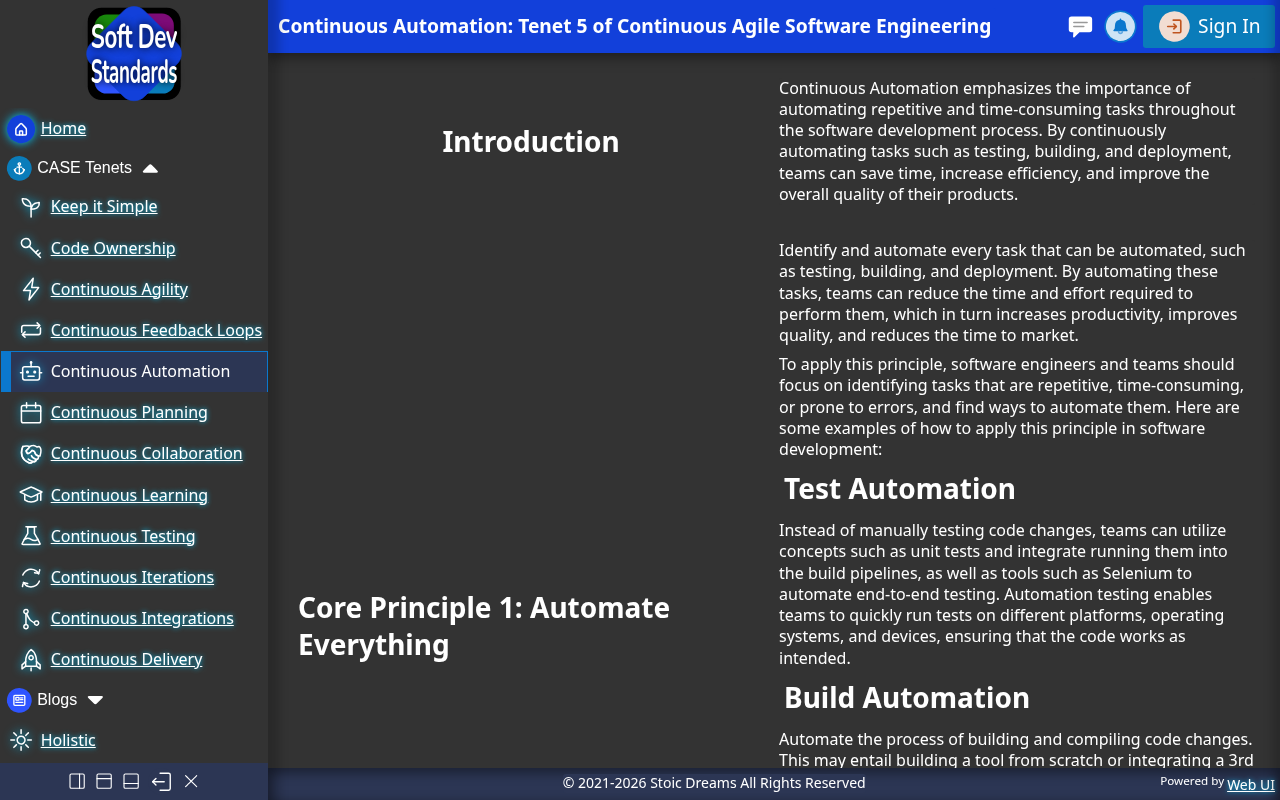 Soft Dev
Standards
Home
CASE Tenets
Keep it Simple
Code Ownership
Continuous Agility
Continuous Feedback Loops
Continuous Automation
Continuous Planning
Continuous Collaboration
Continuous Learning
Continuous Testing
Continuous Iterations
Continuous Integrations
Continuous Delivery
Blogs
Holistic
Continuous Automation: Tenet 5 of Continuous Agile Software Engineering
Sign In
Introduction
Continuous Automation emphasizes the importance of
automating repetitive and time-consuming tasks throughout
the software development process. By continuously
automating tasks such as testing, building, and deployment,
teams can save time, increase efficiency, and improve the
overall quality of their products.
Core Principle 1: Automate
Everything
Identify and automate every task that can be automated, such
as testing, building, and deployment. By automating these
tasks, teams can reduce the time and effort required to
perform them, which in turn increases productivity, improves
quality, and reduces the time to market.
To apply this principle, software engineers and teams should
focus on identifying tasks that are repetitive, time-consuming,
or prone to errors, and find ways to automate them. Here are
some examples of how to apply this principle in software
development:
Test Automation
Instead of manually testing code changes, teams can utilize
concepts such as unit tests and integrate running them into
the build pipelines, as well as tools such as Selenium to
automate end-to-end testing. Automation testing enables
teams to quickly run tests on different platforms, operating
systems, and devices, ensuring that the code works as
intended.
Build Automation
Automate the process of building and compiling code changes.
This may entail building a tool from scratch or integrating a 3rd
© 2021-2026 Stoic Dreams All Rights Reserved
Powered by Web UI